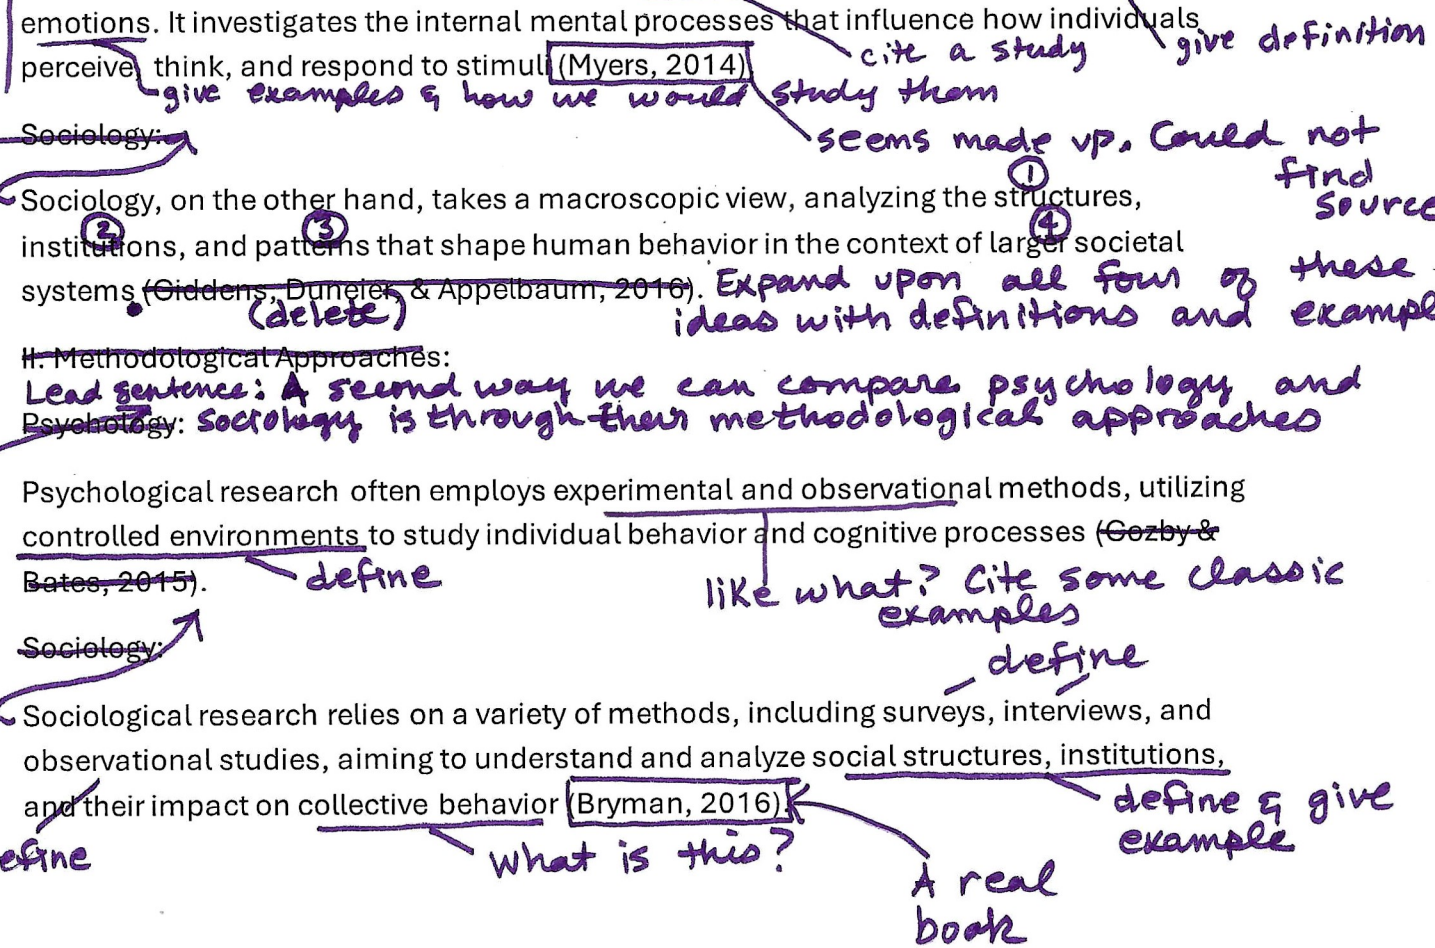 emotions. It investigates the internal mental processes that influence how individuals
cite a study
give definition
perceive, think, and respond to stimuli (Myers, 2014)
give examples & how we would study them
seems made up. Could not
find
source
Sociology:
①
Sociology, on the other hand, takes a macroscopic view, analyzing the structures,
② ③ ④
institutions, and patterns that shape human behavior in the context of larger societal
systems (Giddens, Duneier, & Appelbaum, 2016).
(delete)
Expand upon all four of these
ideas with definitions and exampl
II. Methodological Approaches:
Lead sentence: A second way we can compare psychology and
Psychology: sociology is through their methodological approaches
Psychological research often employs experimental and observational methods, utilizing
controlled environments to study individual behavior and cognitive processes (Cozby &
Bates, 2015).
define
like what? Cite some classic
examples
Sociology:
define
Sociological research relies on a variety of methods, including surveys, interviews, and
observational studies, aiming to understand and analyze social structures, institutions,
and their impact on collective behavior (Bryman, 2016).
define & give
example
efine
what is this?
A real
book